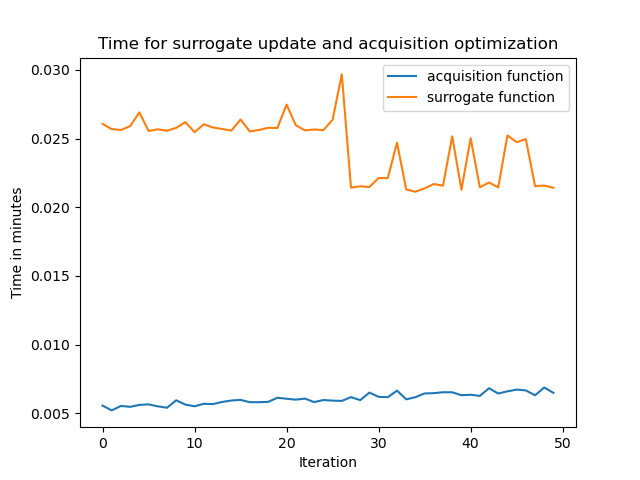 Time for surrogate update and acquisition optimization
acquisition function
surrogate function
0.030
0.025
0.020
0.015
0.010
0.005
Time in minutes
0 10 20 30 40 50
Iteration